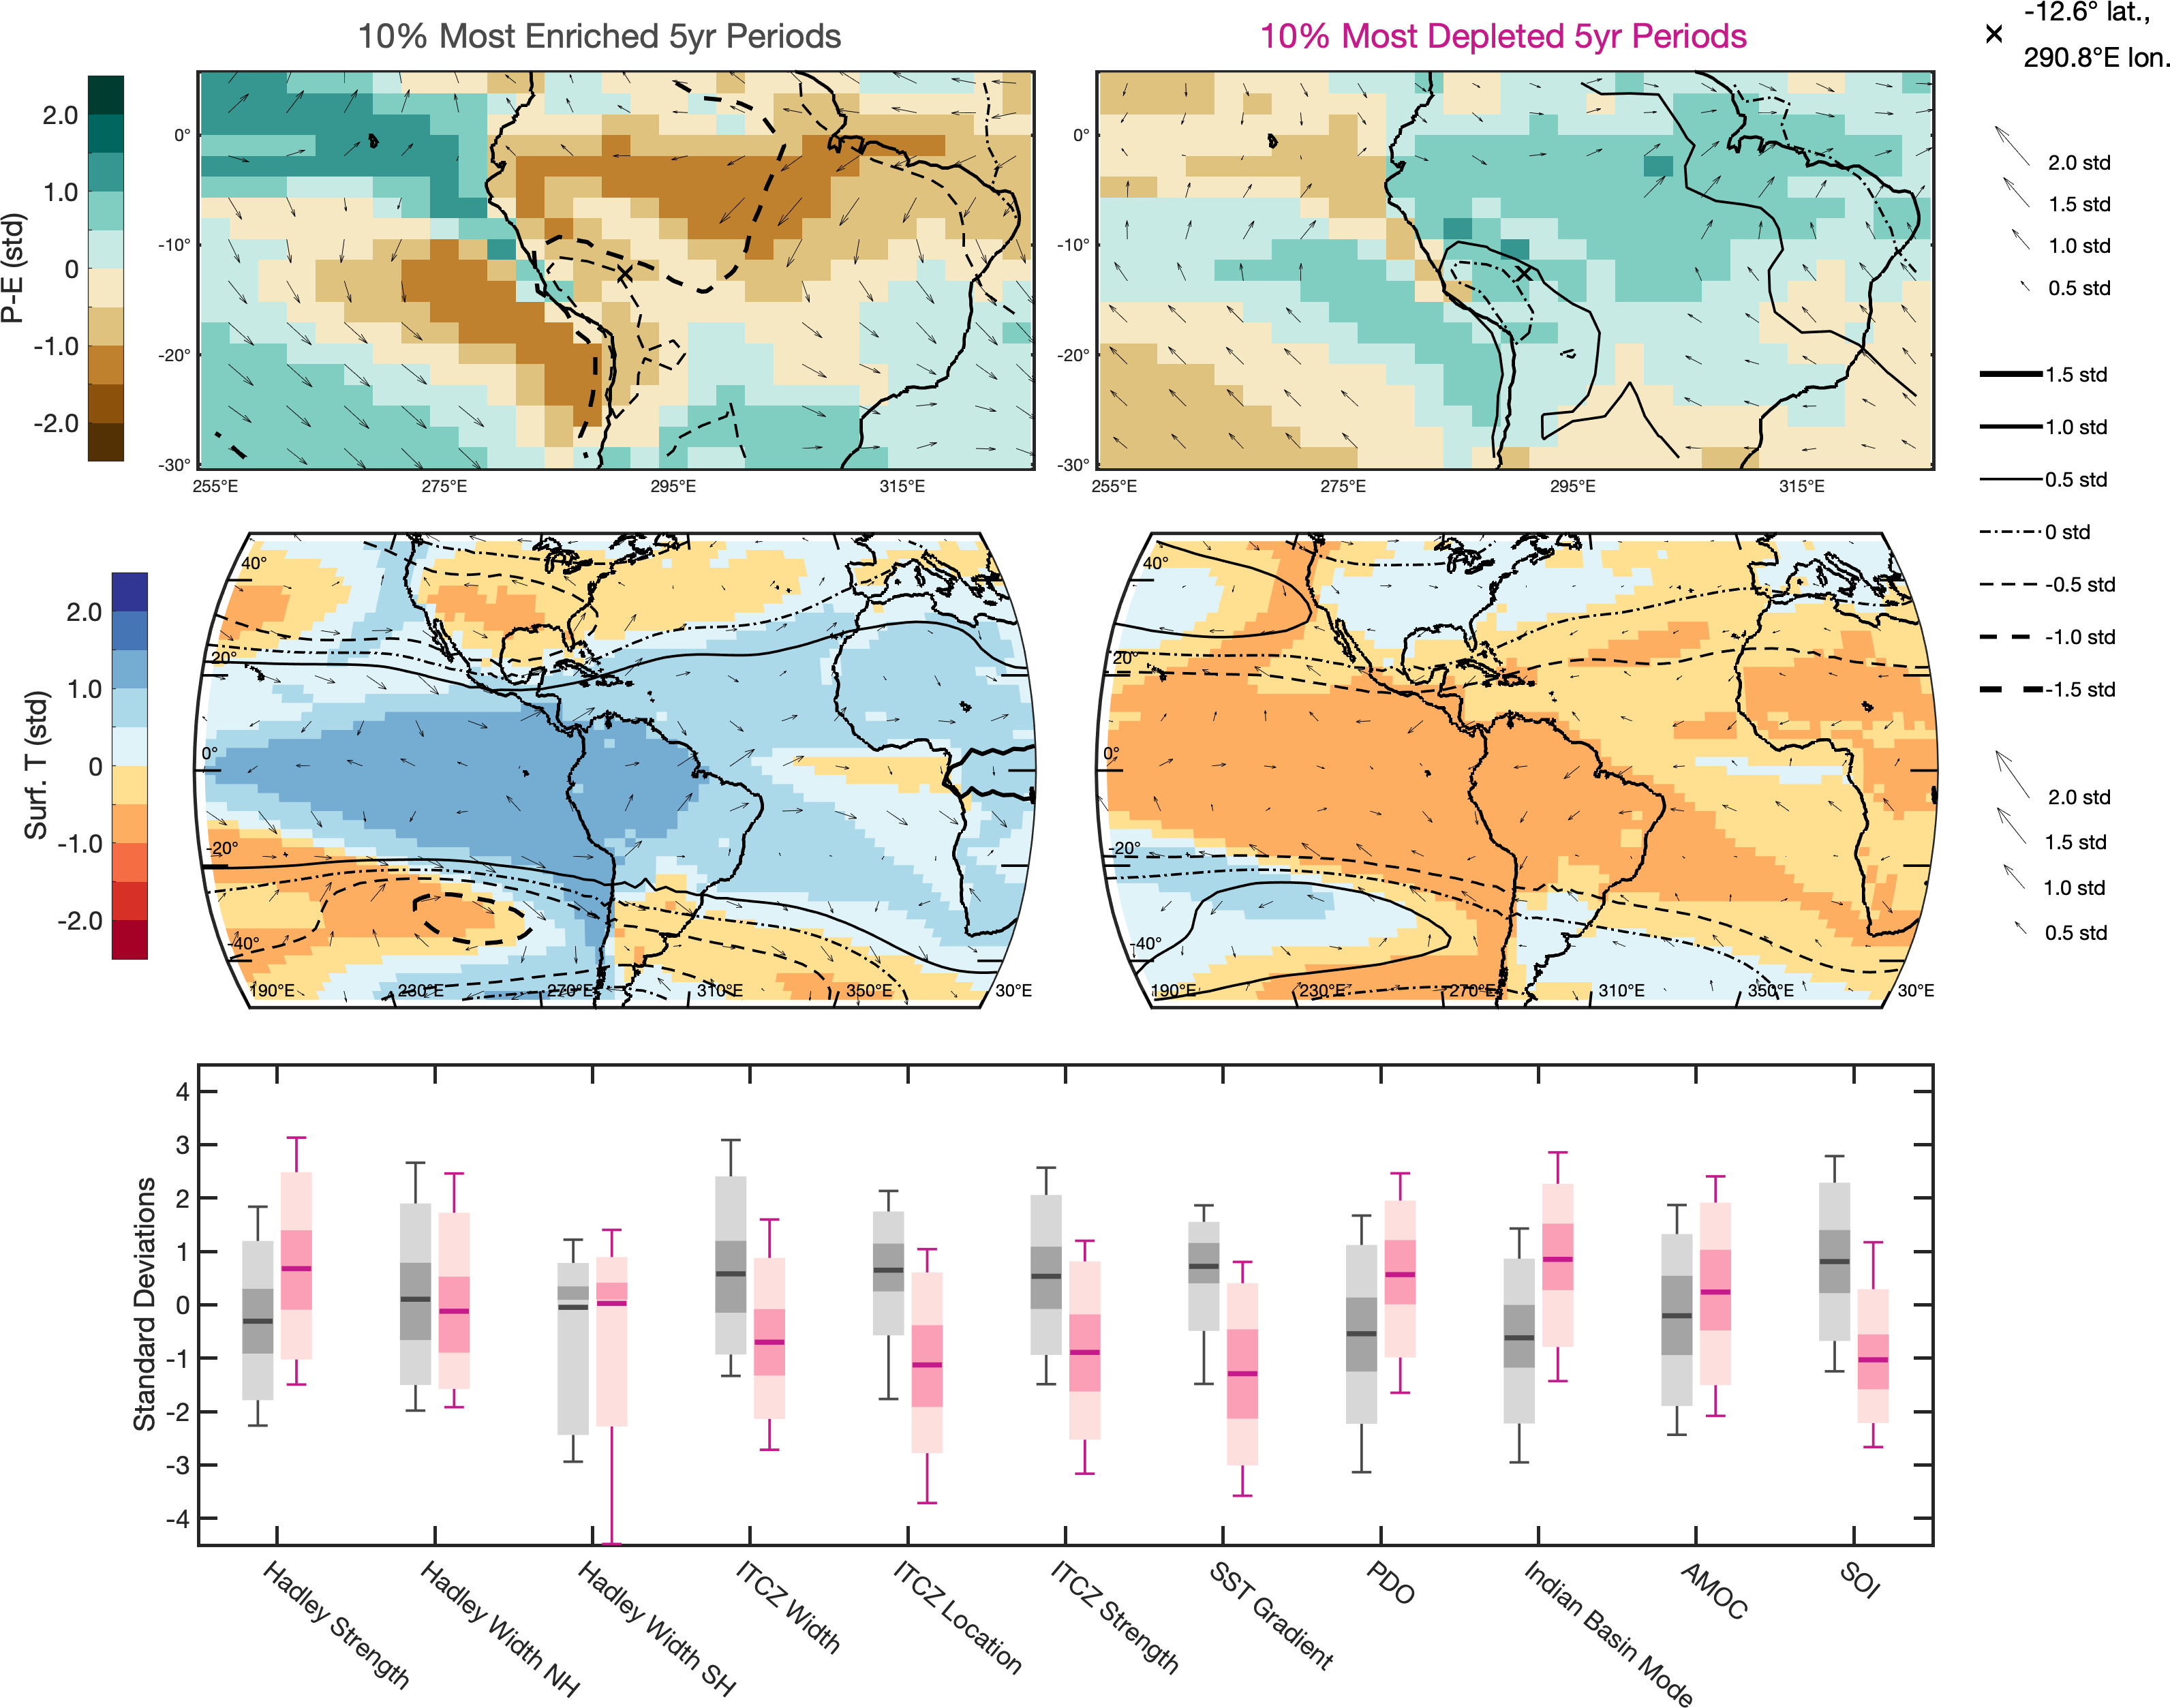 10% Most Enriched 5yr Periods
10% Most Depleted 5yr Periods
-12.6° lat.,
290.8°E lon.
P-E (std)
2.0
1.0
0
-1.0
-2.0
0°
-10°
-20°
-30°
255°E
275°E
295°E
315°E
0°
-10°
-20°
-30°
255°E
275°E
295°E
315°E
2.0 std
1.5 std
1.0 std
0.5 std
1.5 std
1.0 std
0.5 std
0 std
-0.5 std
-1.0 std
-1.5 std
Surf. T (std)
2.0
1.0
0
-1.0
-2.0
40°
20°
0°
-20°
-40°
190°E
230°E
270°E
310°E
350°E
30°E
40°
20°
0°
-20°
-40°
190°E
230°E
270°E
310°E
350°E
30°E
2.0 std
1.5 std
1.0 std
0.5 std
Standard Deviations
4
3
2
1
0
-1
-2
-3
-4
Hadley Strength
Hadley Width NH
Hadley Width SH
ITCZ Width
ITCZ Location
ITCZ Strength
SST Gradient
PDO
Indian Basin Mode
AMOC
SOI